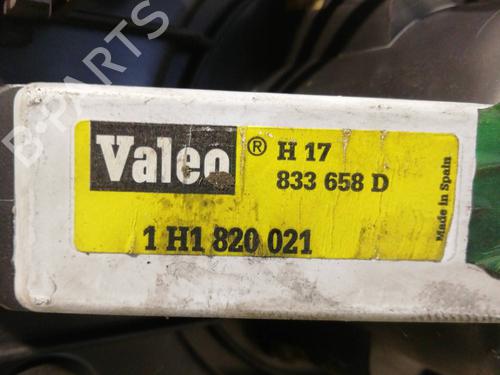 B-PARTS
Valeo ® H 17
833 658 D
1 H1 820 021
Made in Spain